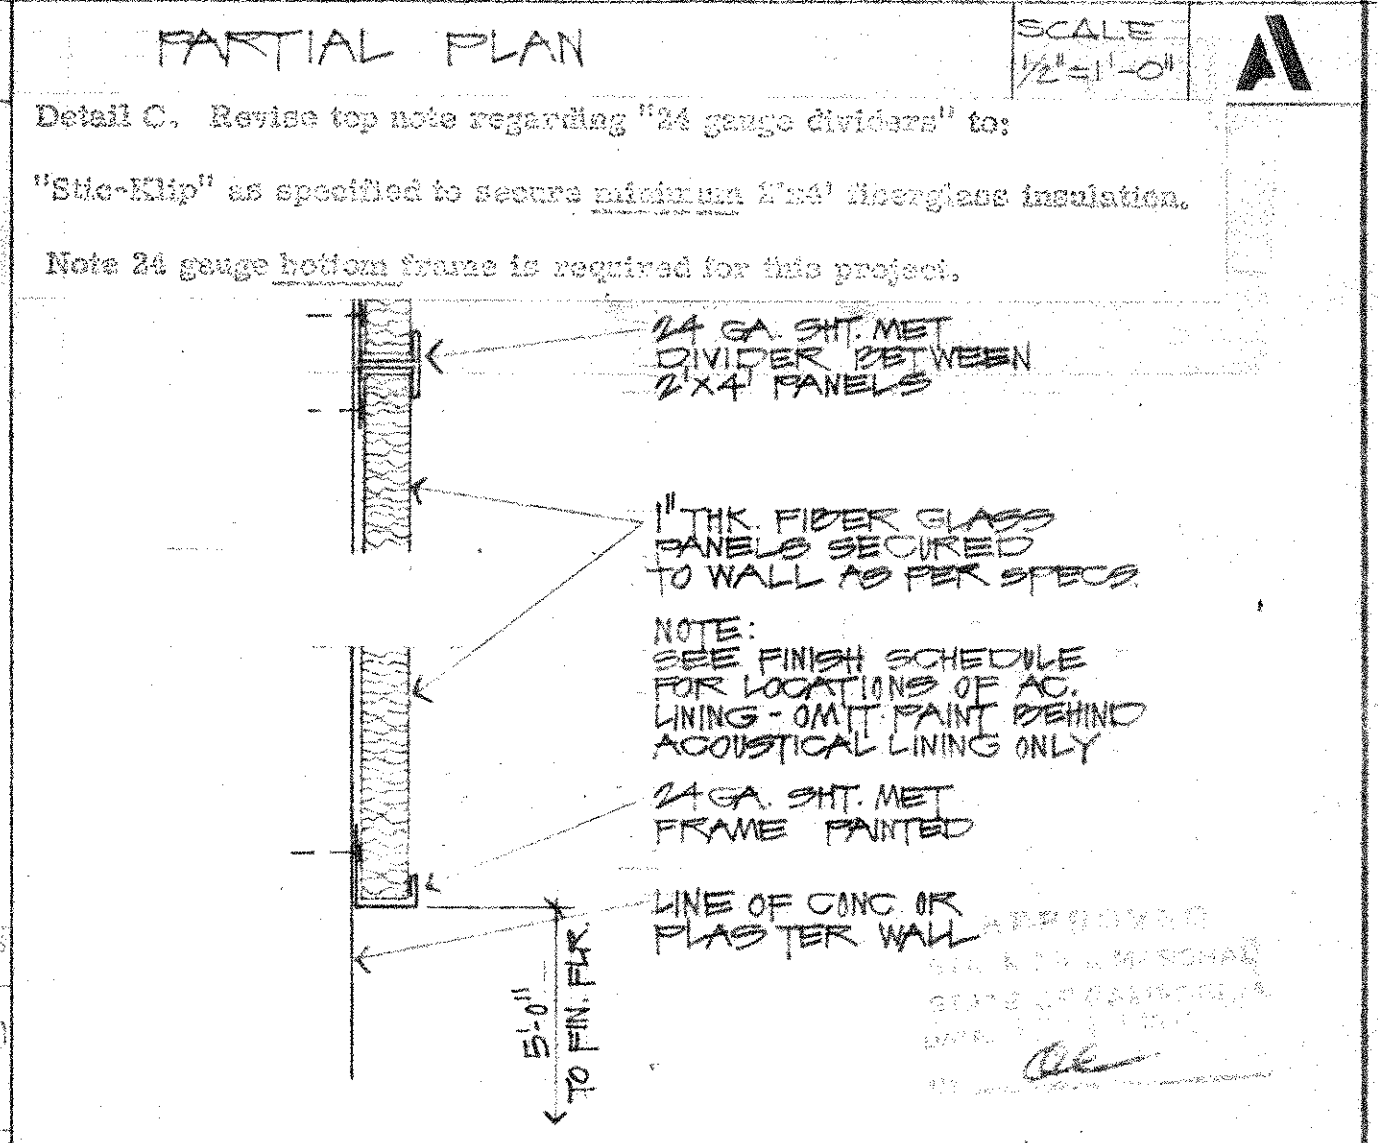 PARTIAL PLAN
SCALE
1/2"=1'-0"
Detail C. Revise top note regarding "24 gauge dividers" to:
"Stic-Klip" as specified to secure minimum 2'x4' fiberglass insulation.
Note 24 gauge bottom frame is required for this project.
24 GA. SHT. MET
DIVIDER BETWEEN
2'X4' PANELS
1" THK. FIBER GLASS
PANELS SECURED
TO WALL AS PER SPECS.
NOTE:
SEE FINISH SCHEDULE
FOR LOCATIONS OF AC.
LINING - OMIT PAINT BEHIND
ACOUSTICAL LINING ONLY
24 GA. SHT. MET
FRAME PAINTED
LINE OF CONC OR
PLASTER WALL
5'-0"
TO FIN. FLR.